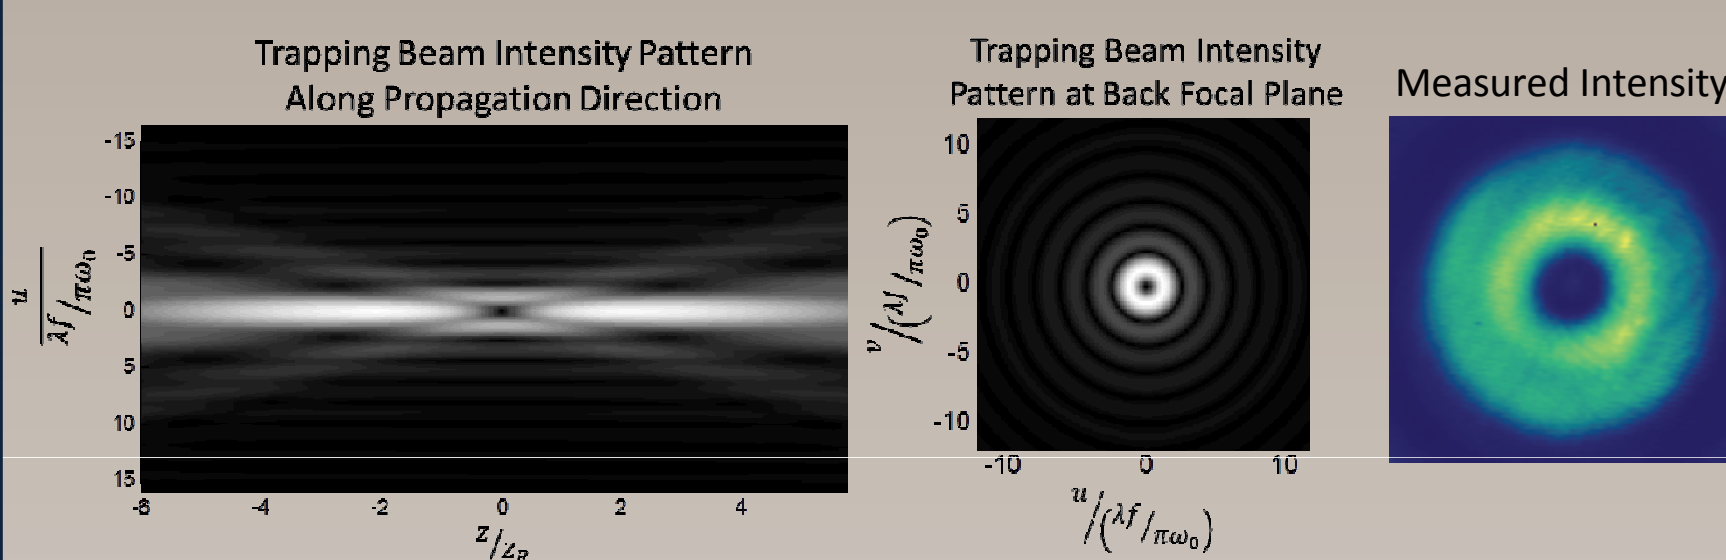 Trapping Beam Intensity Pattern
Along Propagation Direction
-15
-10
-5
0
5
10
15
u
λf/πω₀
-6
-4
-2
0
2
4
z/z_R
Trapping Beam Intensity
Pattern at Back Focal Plane
10
5
0
-5
-10
v/(λf/πω₀)
-10
0
10
u/(λf/πω₀)
Measured Intensity